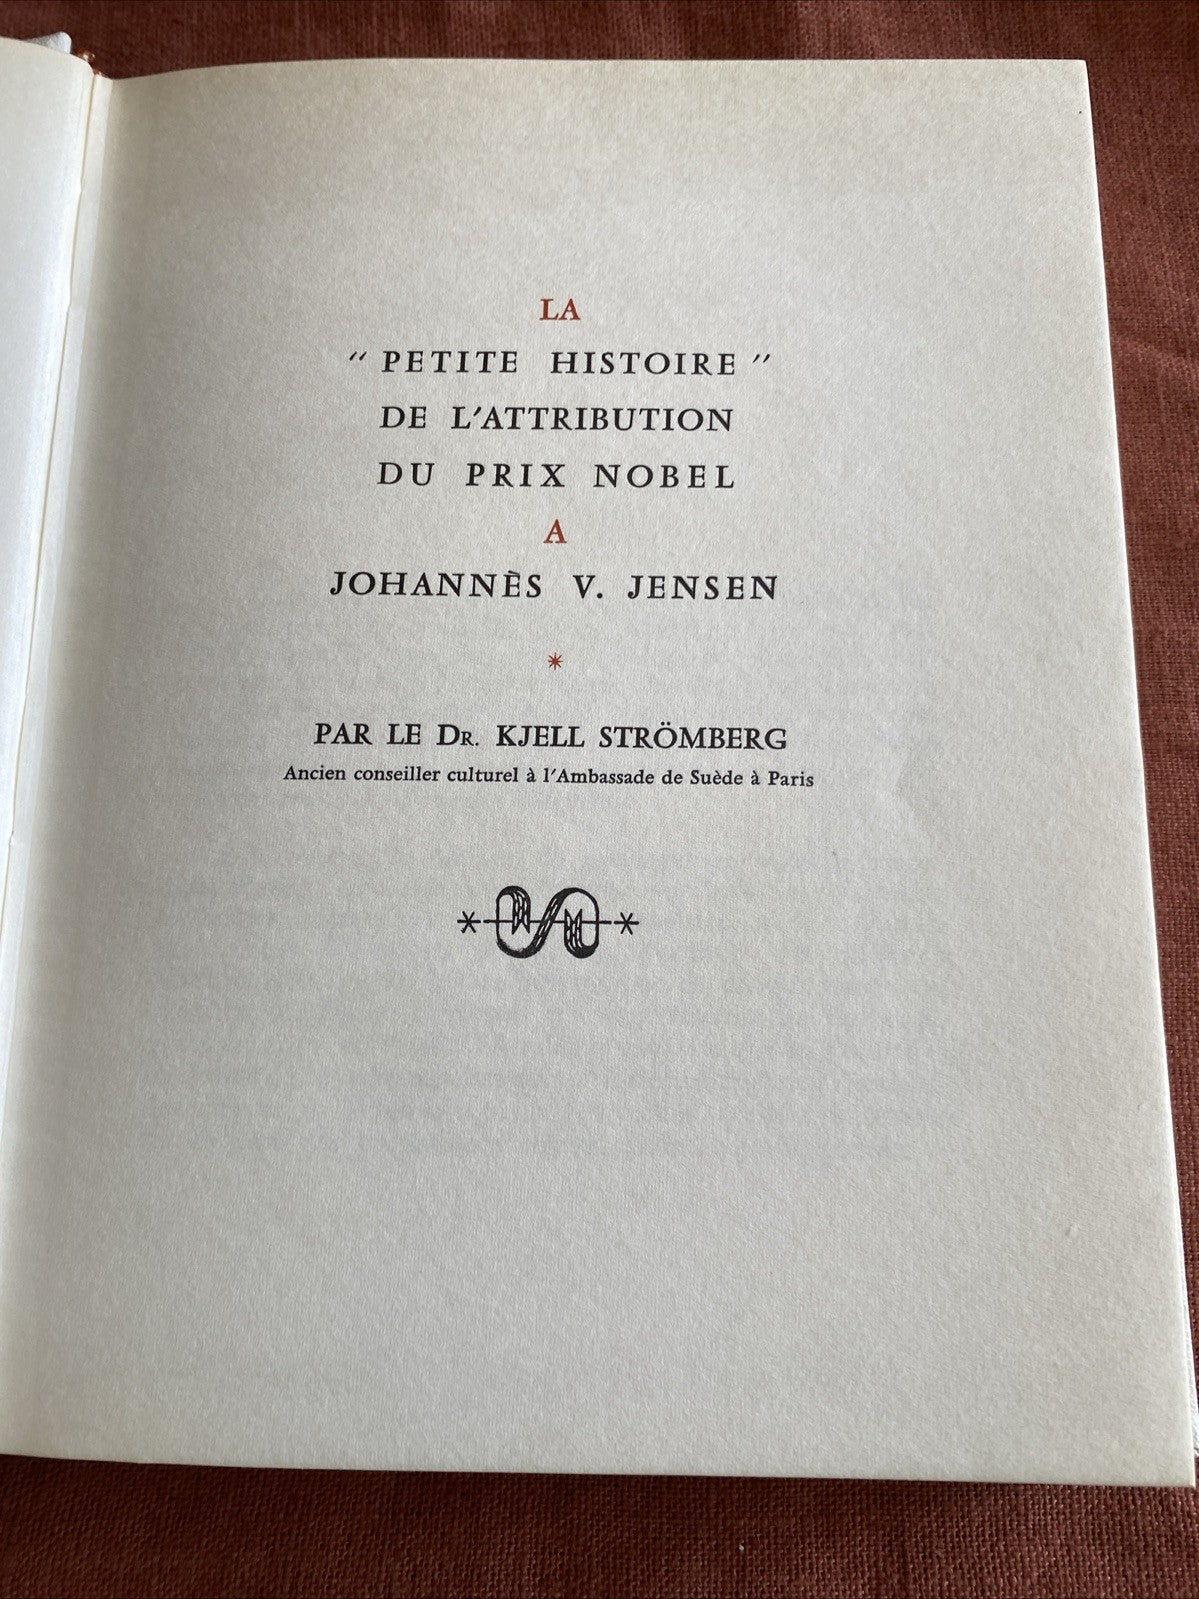 LA
" PETITE HISTOIRE "
DE L'ATTRIBUTION
DU PRIX NOBEL
A
JOHANNÈS V. JENSEN
*
PAR LE DR. KJELL STRÖMBERG
Ancien conseiller culturel à l'Ambassade de Suède à Paris